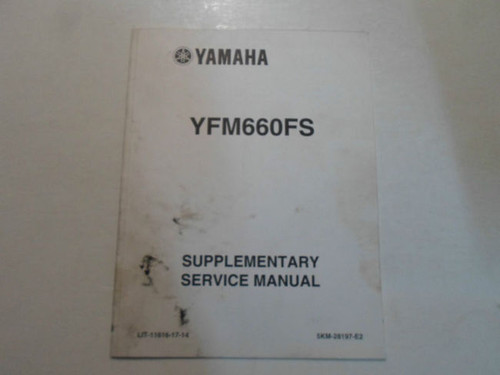 YAMAHA
YFM660FS
SUPPLEMENTARY
SERVICE MANUAL
LIT-11616-17-14
5KM-28197-E3